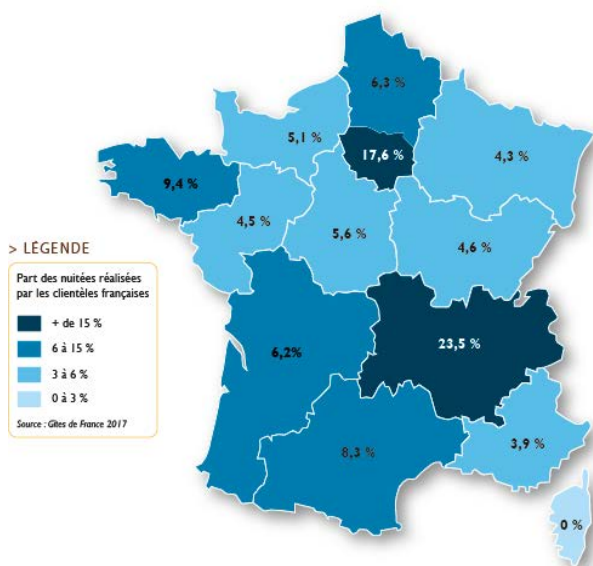 6,3 %
5,1 %
17,6 %
4,3 %
9,4 %
4,5 %
5,6 %
4,6 %
> LÉGENDE
Part des nuitées réalisées
par les clientèles françaises
+ de 15 %
6 à 15 %
3 à 6 %
0 à 3 %
Source : Gîtes de France 2017
6,2%
23,5 %
8,3 %
3,9 %
0 %